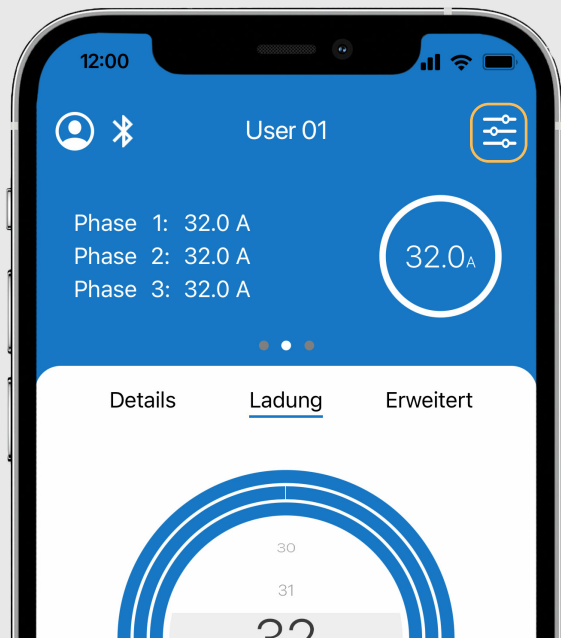 12:00
User 01
Phase 1: 32.0 A
Phase 2: 32.0 A
Phase 3: 32.0 A
32.0A
Details Ladung Erweitert
30
31
32